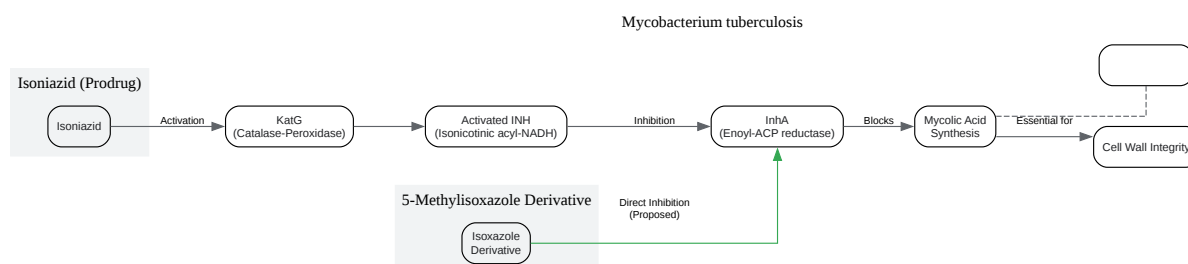 Mycobacterium tuberculosis
Isoniazid (Prodrug)
Isoniazid
Activation
KatG
(Catalase-Peroxidase)
Activated INH
(Isonicotinic acyl-NADH)
Inhibition
InhA
(Enoyl-ACP reductase)
Blocks
Mycolic Acid
Synthesis
Essential for
Cell Wall Integrity
5-Methylisoxazole Derivative
Direct Inhibition
(Proposed)
Isoxazole
Derivative